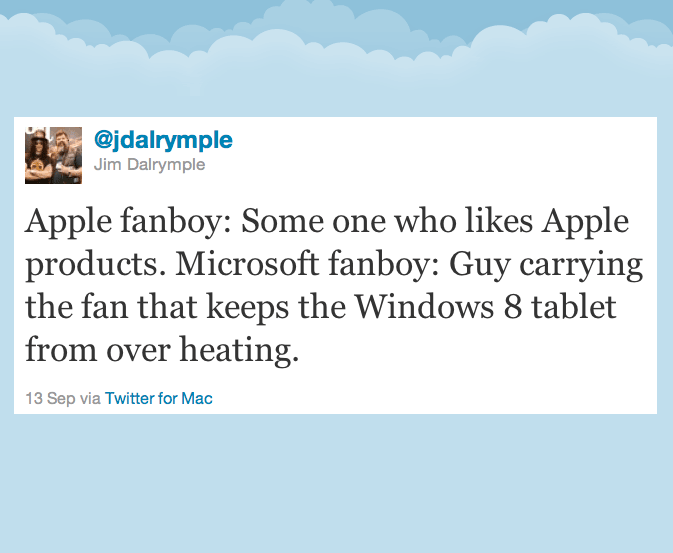 @jdalrymple
Jim Dalrymple
Apple fanboy: Some one who likes Apple
products. Microsoft fanboy: Guy carrying
the fan that keeps the Windows 8 tablet
from over heating.
13 Sep via Twitter for Mac